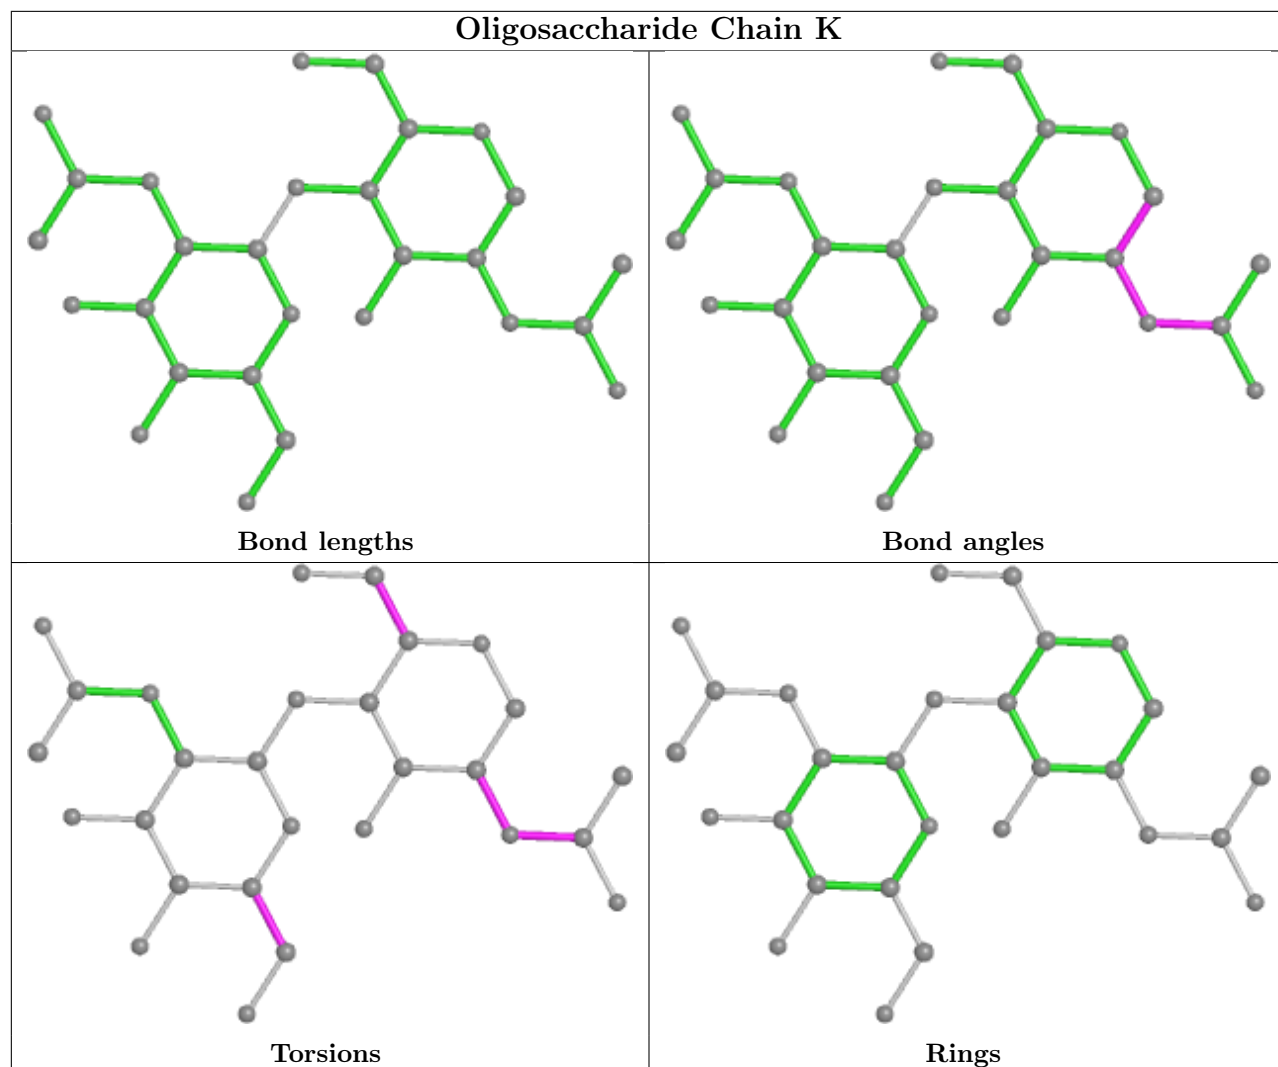 Oligosaccharide Chain K
Bond lengths
Bond angles
Torsions
Rings